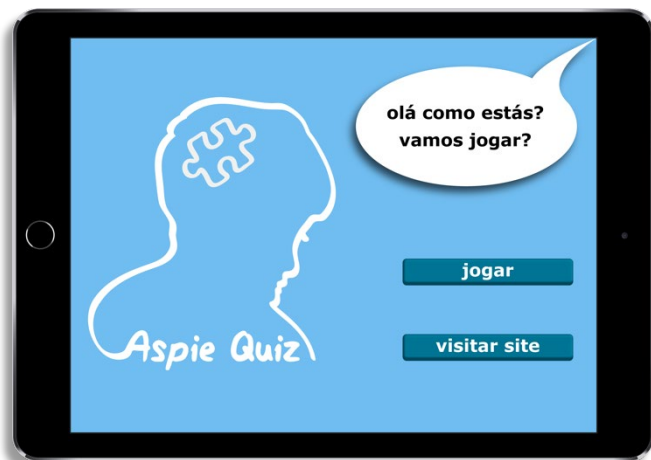 olá como estás?
vamos jogar?
jogar
Aspie Quiz
visitar site